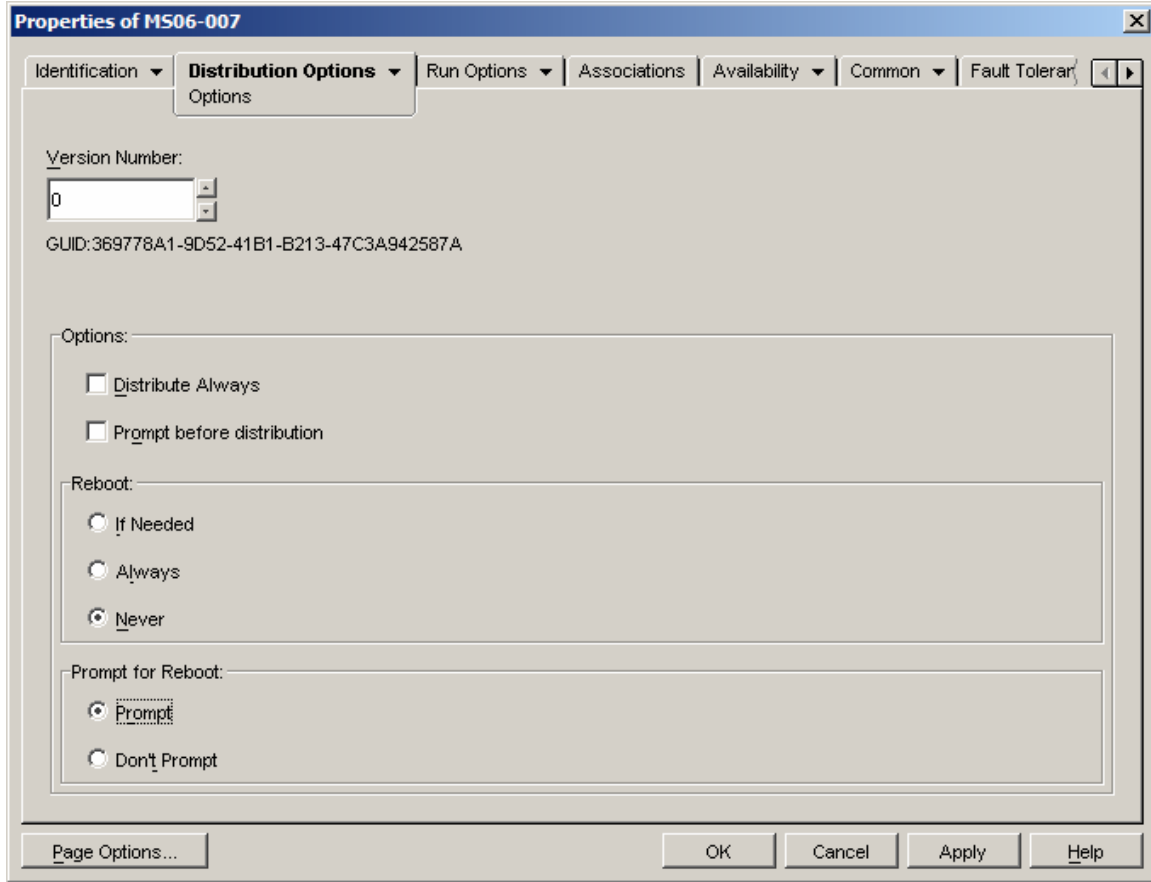 Properties of MS06-007
Identification Distribution Options Run Options Associations Availability Common Fault Toleran
Options
Version Number:
0
GUID:369778A1-9D52-41B1-B213-47C3A942587A
Options:
Distribute Always
Prompt before distribution
Reboot:
If Needed
Always
Never
Prompt for Reboot:
Prompt
Don't Prompt
Page Options... OK Cancel Apply Help